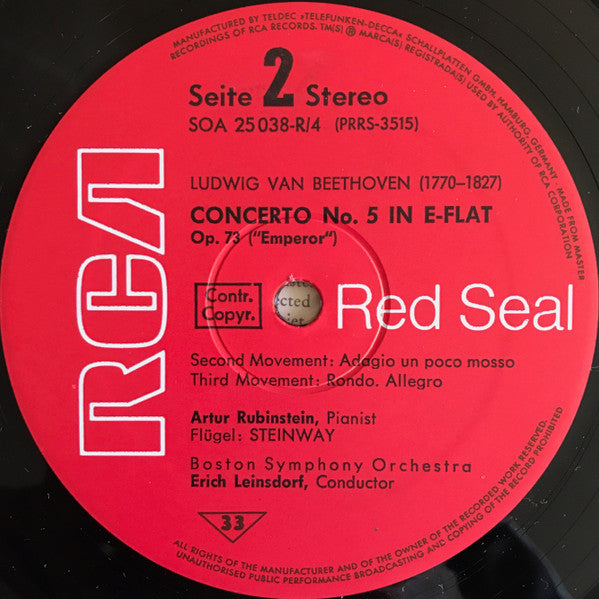 MANUFACTURED BY TELDEC »TELEFUNKEN-DECCA« SCHALLPLATTEN GMBH, HAMBURG, GERMANY MADE FROM MASTER
RECORDINGS OF RCA RECORDS. TM(S) ® MARCA(S) REGISTRADA(S) USED BY AUTHORITY OF RCA CORPORATION
Seite 2 Stereo
SOA 25 038-R/4 (PRRS-3515)
LUDWIG VAN BEETHOVEN (1770–1827)
CONCERTO No. 5 IN E-FLAT
Op. 73 ("Emperor")
RCA
Contr.
Copyr.
cted
Red Seal
Second Movement: Adagio un poco mosso
Third Movement: Rondo. Allegro
Artur Rubinstein, Pianist
Flügel: STEINWAY
Boston Symphony Orchestra
Erich Leinsdorf, Conductor
33
ALL RIGHTS OF THE MANUFACTURER AND OF THE OWNER OF THE RECORDED WORK RESERVED.
UNAUTHORISED PUBLIC PERFORMANCE BROADCASTING AND COPYING OF THE RECORD PROHIBITED